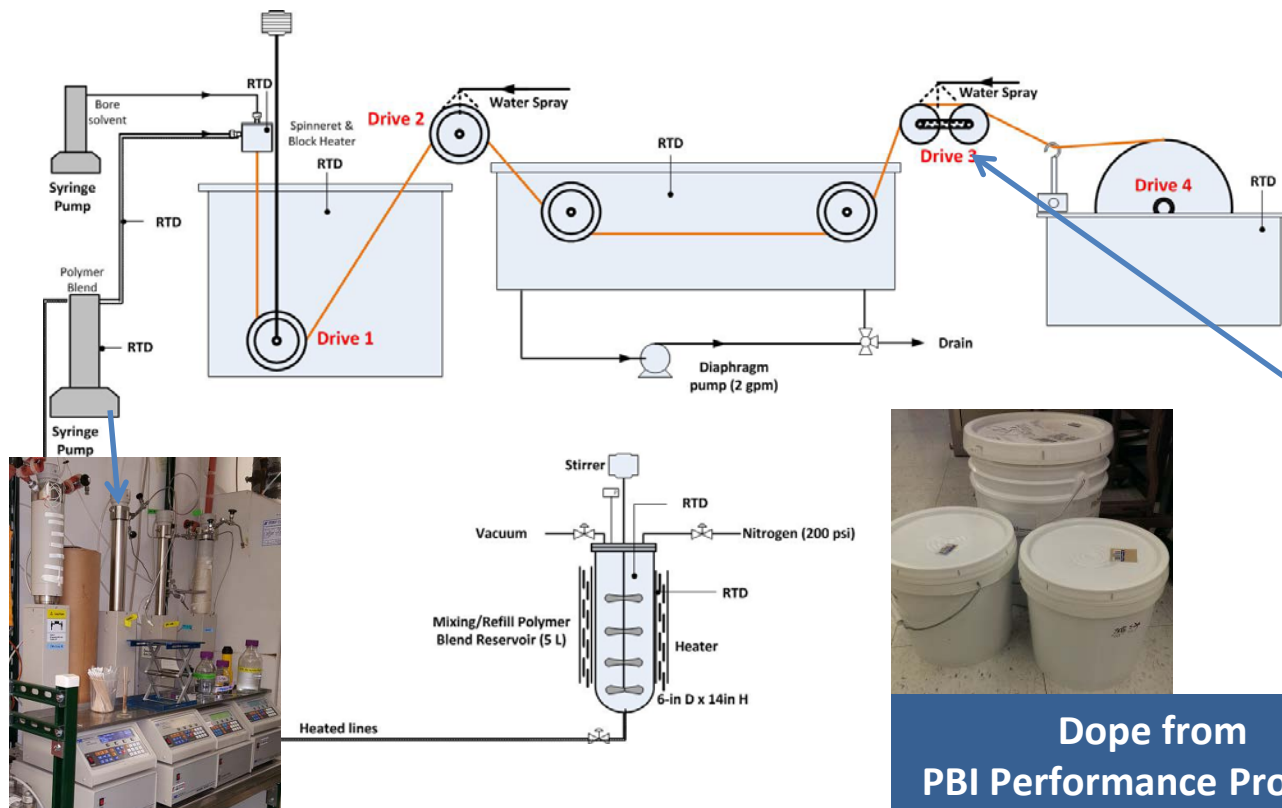 RTD
Bore
solvent
Syringe
Pump
RTD
Spinneret &
Block Heater
RTD
Drive 1
Drive 2
Water Spray
RTD
Water Spray
Drive 3
Drive 4
RTD
Polymer
Blend
RTD
Syringe
Pump
Diaphragm
pump (2 gpm)
Drain
Stirrer
RTD
Vacuum
Nitrogen (200 psi)
RTD
Mixing/Refill Polymer
Blend Reservoir (5 L)
Heater
6-in D x 14in H
Heated lines
Dope from
PBI Performance Pro